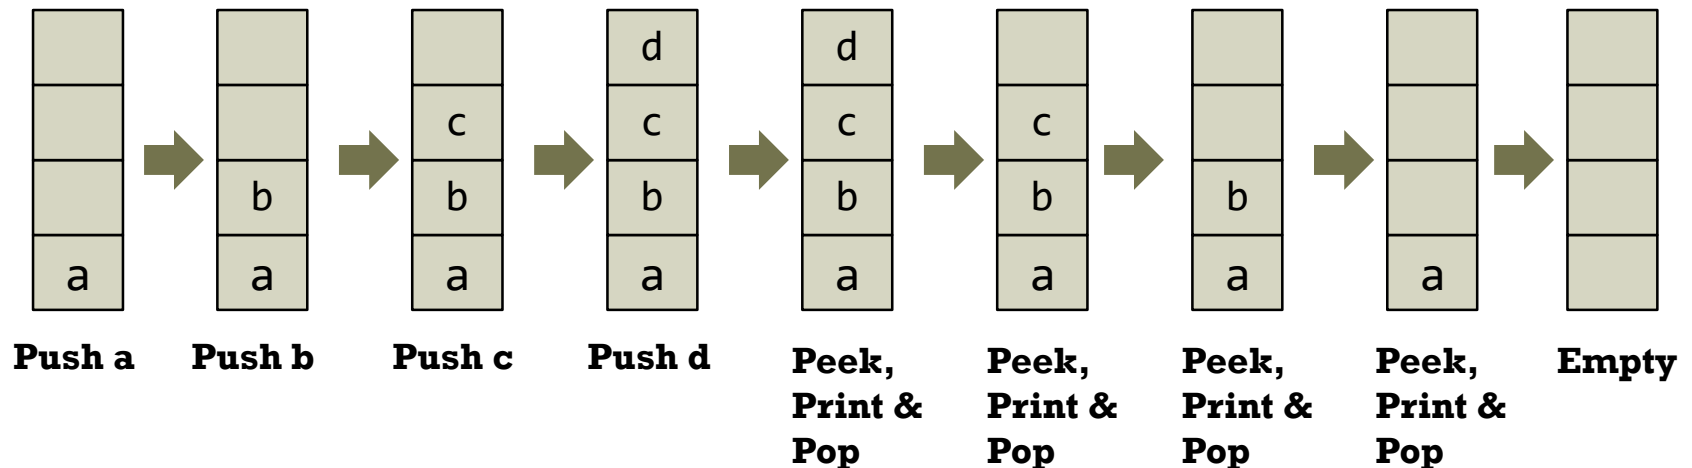 d d
c c c c
b b b b b b
a a a a a a a a
Push a Push b Push c Push d Peek, Peek, Peek, Peek, Empty
Print & Print & Print & Print &
Pop Pop Pop Pop